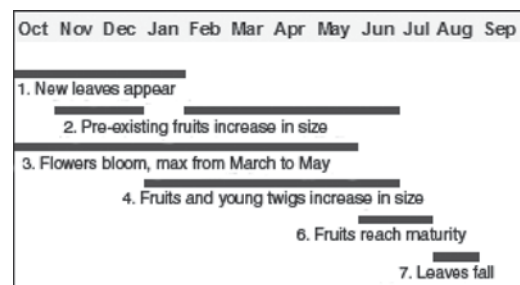 Oct Nov Dec Jan Feb Mar Apr May Jun Jul Aug Sep
1. New leaves appear
2. Pre-existing fruits increase in size
3. Flowers bloom, max from March to May
4. Fruits and young twigs increase in size
6. Fruits reach maturity
7. Leaves fall